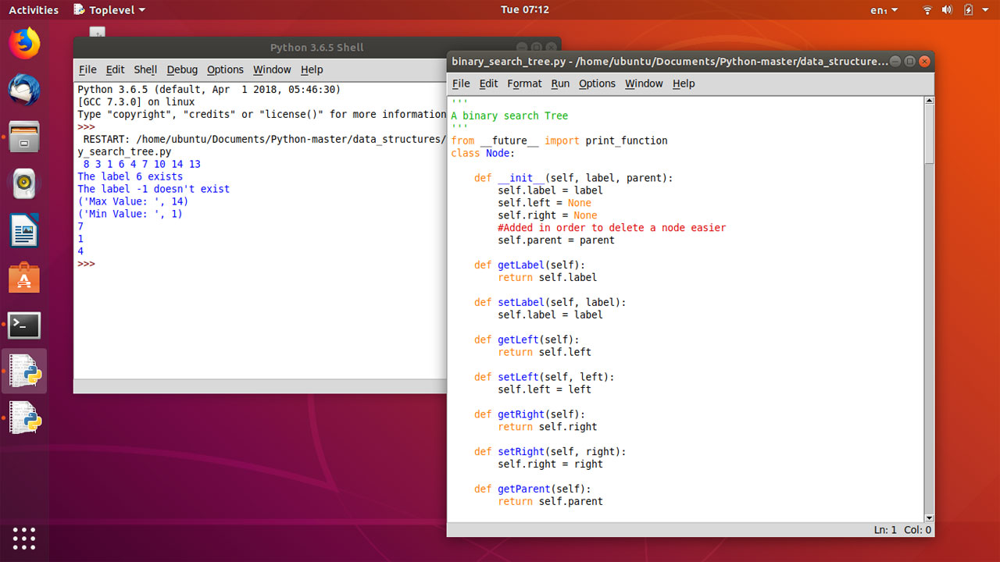 Activities
Toplevel
Tue 07:12
en₁
Python 3.6.5 Shell
File Edit Shell Debug Options Window Help
Python 3.6.5 (default, Apr  1 2018, 05:46:30)
[GCC 7.3.0] on linux
Type "copyright", "credits" or "license()" for more information
>>>
 RESTART: /home/ubuntu/Documents/Python-master/data_structures/
y_search_tree.py
 8 3 1 6 4 7 10 14 13
The label 6 exists
The label -1 doesn't exist
('Max Value: ', 14)
('Min Value: ', 1)
7
1
4
>>>
binary_search_tree.py - /home/ubuntu/Documents/Python-master/data_structure...
File Edit Format Run Options Window Help
'''
A binary search Tree
'''
from __future__ import print_function
class Node:
    def __init__(self, label, parent):
        self.label = label
        self.left = None
        self.right = None
        #Added in order to delete a node easier
        self.parent = parent
    def getLabel(self):
        return self.label
    def setLabel(self, label):
        self.label = label
    def getLeft(self):
        return self.left
    def setLeft(self, left):
        self.left = left
    def getRight(self):
        return self.right
    def setRight(self, right):
        self.right = right
    def getParent(self):
        return self.parent
Ln: 1 Col: 0